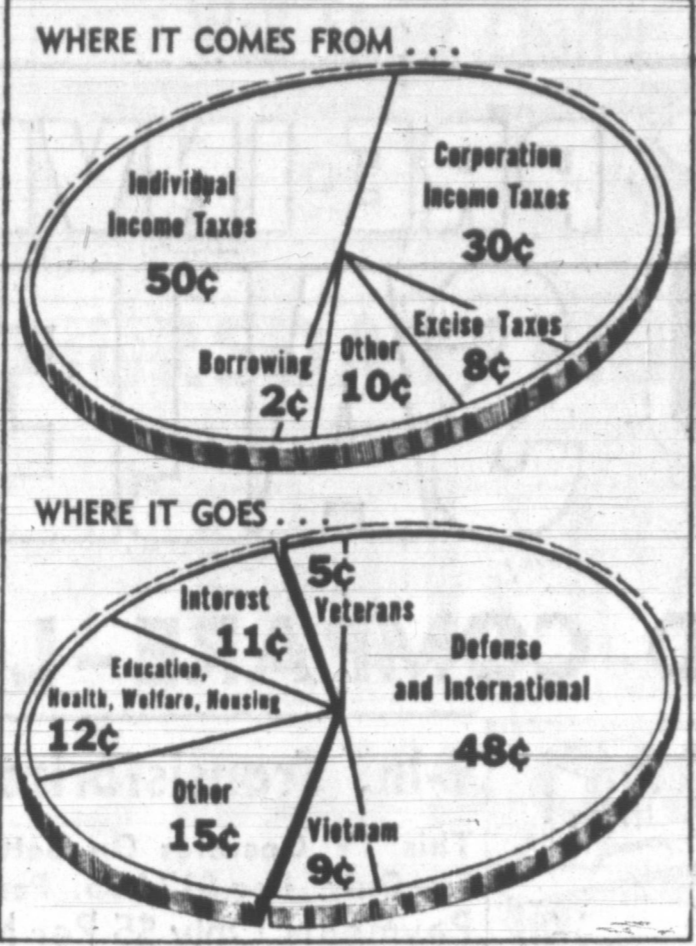 WHERE IT COMES FROM . . .
Individual
Income Taxes
50¢
Corporation
Income Taxes
30¢
Excise Taxes
8¢
Other
10¢
Borrowing
2¢
WHERE IT GOES . . .
5¢
Veterans
Interest
11¢
Defense
and International
48¢
Education,
Health, Welfare, Housing
12¢
Other
15¢
Vietnam
9¢